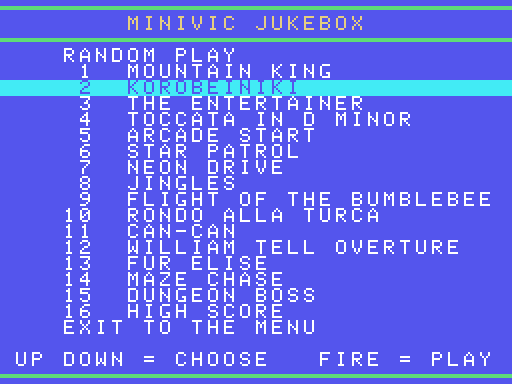 MINIVIC JUKEBOX
RANDOM PLAY
1 MOUNTAIN KING
2 KOROBEINIKI
3 THE ENTERTAINER
4 TOCCATA IN D MINOR
5 ARCADE START
6 STAR PATROL
7 NEON DRIVE
8 JINGLES
9 FLIGHT OF THE BUMBLEBEE
10 RONDO ALLA TURCA
11 CAN-CAN
12 WILLIAM TELL OVERTURE
13 FUR ELISE
14 MAZE CHASE
15 DUNGEON BOSS
16 HIGH SCORE
EXIT TO THE MENU
UP DOWN = CHOOSE FIRE = PLAY